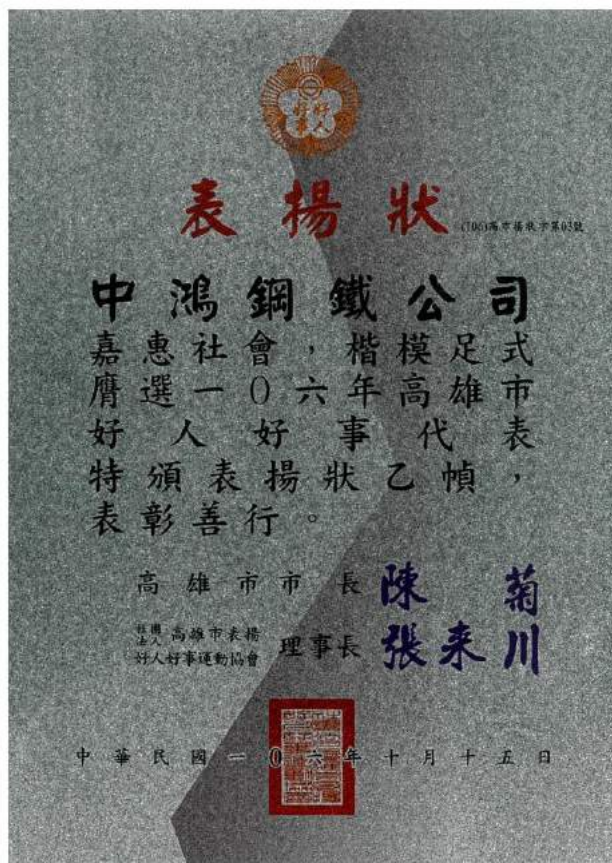 好人
好事
表揚狀
(106)高市揚狀字第03號
中鴻鋼鐵公司
嘉惠社會，楷模足式
膺選一０六年高雄市
好人好事代表
特頒表揚狀乙幀，
表彰善行。
高雄市市長 陳菊
社團法人 高雄市表揚
好人好事運動協會 理事長 張来川
中華民國一０六年十月十五日